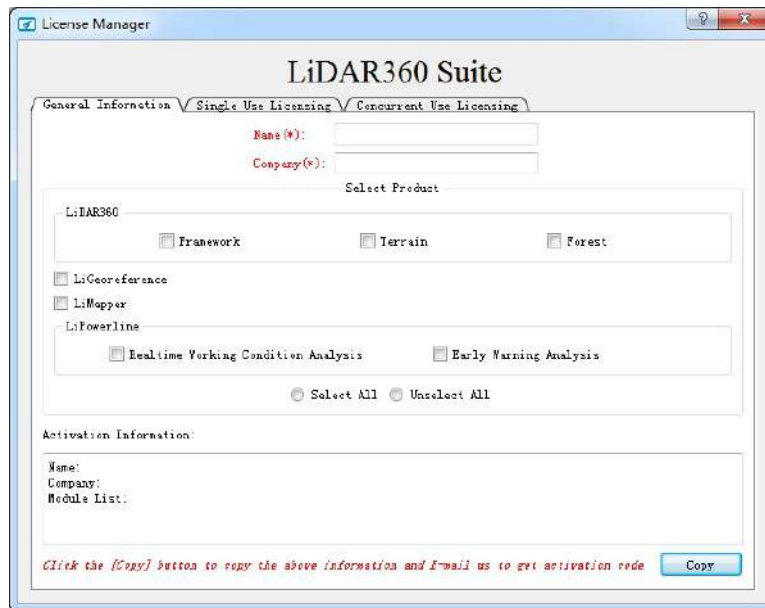 License Manager
?
LiDAR360 Suite
General Information
Single Use Licensing
Concurrent Use Licensing
Name(*):
Company(*):
Select Product
LiDAR360
Framework
Terrain
Forest
LiGeoreference
LiMapper
LiPowerline
Realtime Working Condition Analysis
Early Warning Analysis
Select All
Unselect All
Activation Information:
Name:
Company:
Module List:
Click the [Copy] button to copy the above information and E-mail us to get activation code
Copy